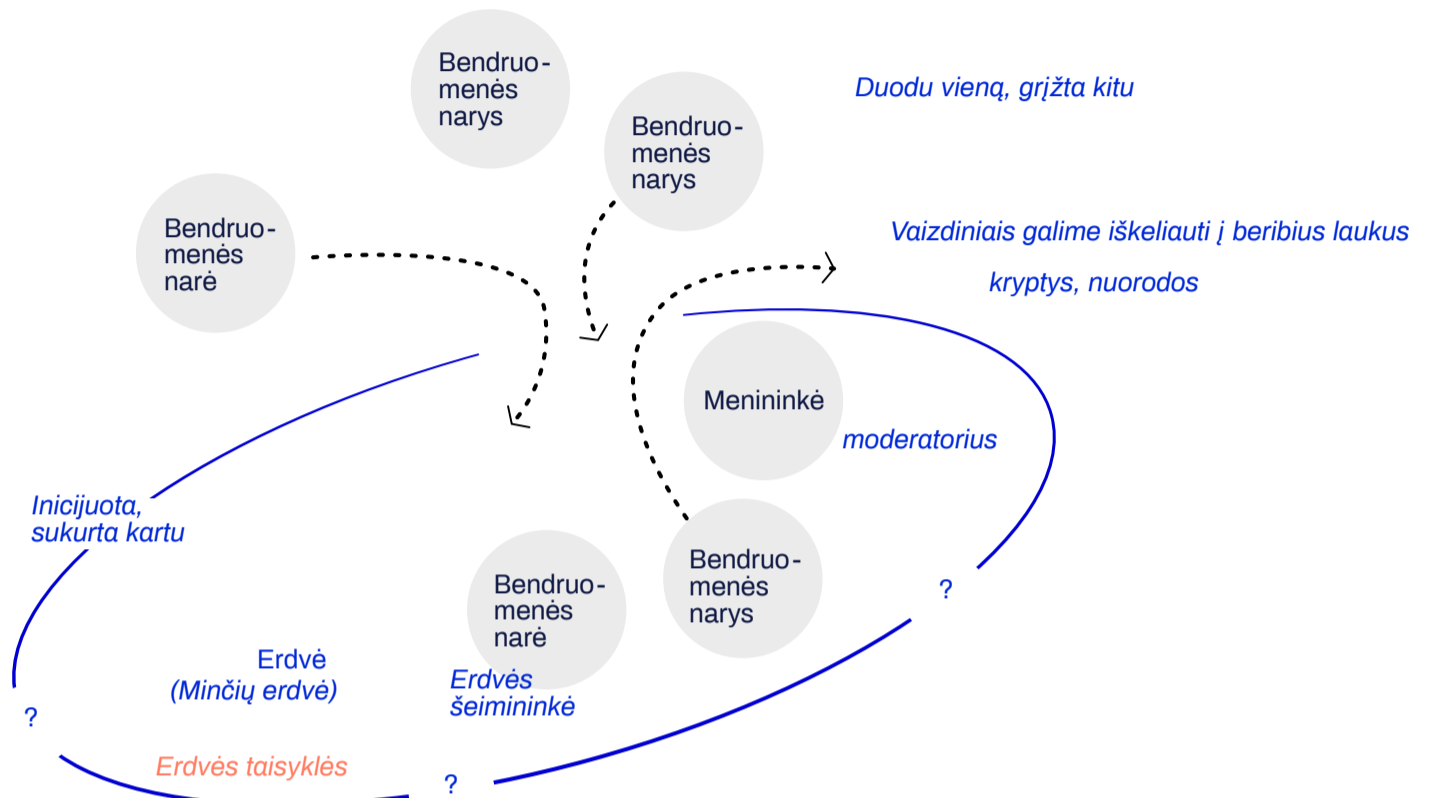 Bendruo-
menės
narys
Duodu vieną, grįžta kitu
Bendruo-
menės
narys
Bendruo-
menės
narė
Vaizdiniais galime iškeliauti į beribius laukus
kryptys, nuorodos
Menininkė
moderatorius
Inicijuota,
sukurta kartu
Bendruo-
menės
narys
?
Bendruo-
menės
narė
Erdvė
(Minčių erdvė)
Erdvės
šeimininkė
?
Erdvės taisyklės
?